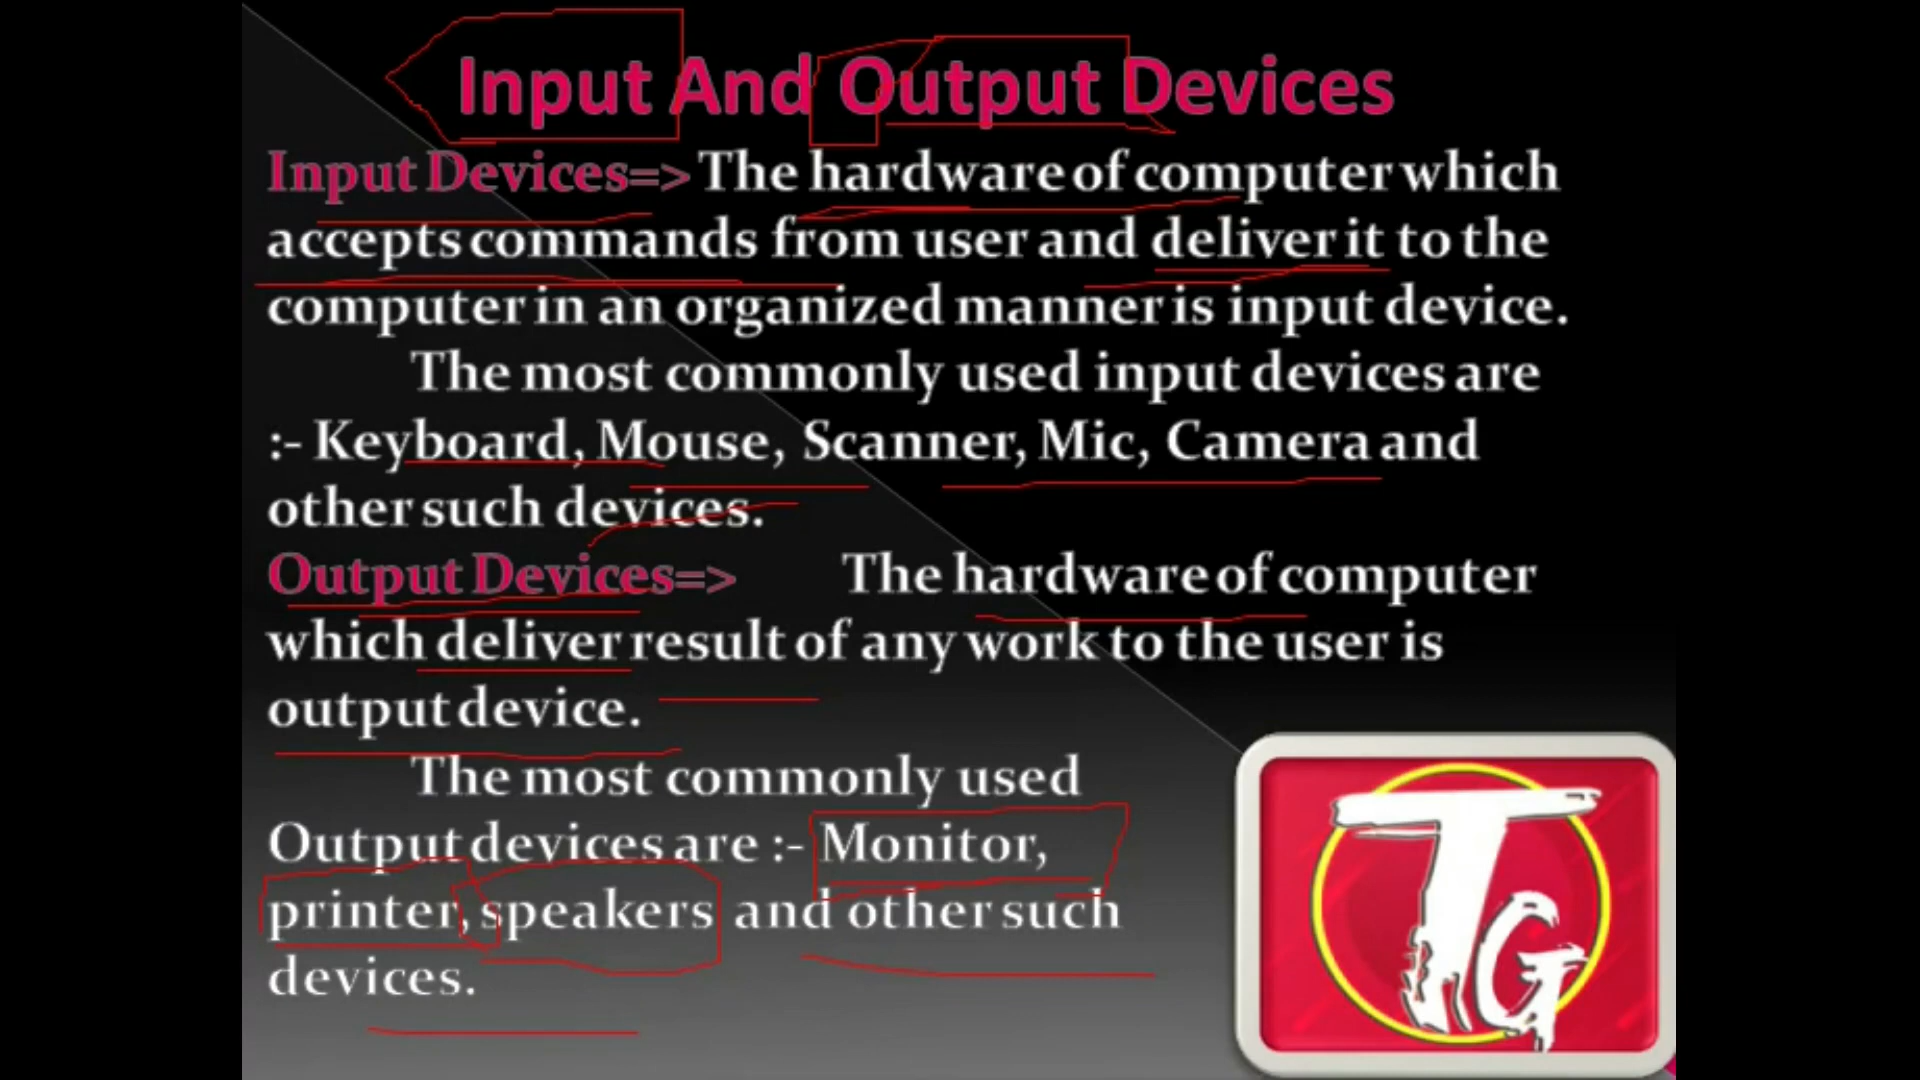 Input And Output Devices
Input Devices=> The hardware of computer which
accepts commands from user and deliver it to the
computer in an organized manner is input device.
The most commonly used input devices are
:- Keyboard, Mouse, Scanner, Mic, Camera and
other such devices.
Output Devices=> The hardware of computer
which deliver result of any work to the user is
output device.
The most commonly used
Output devices are :- Monitor,
printer, speakers and other such
devices.
TG